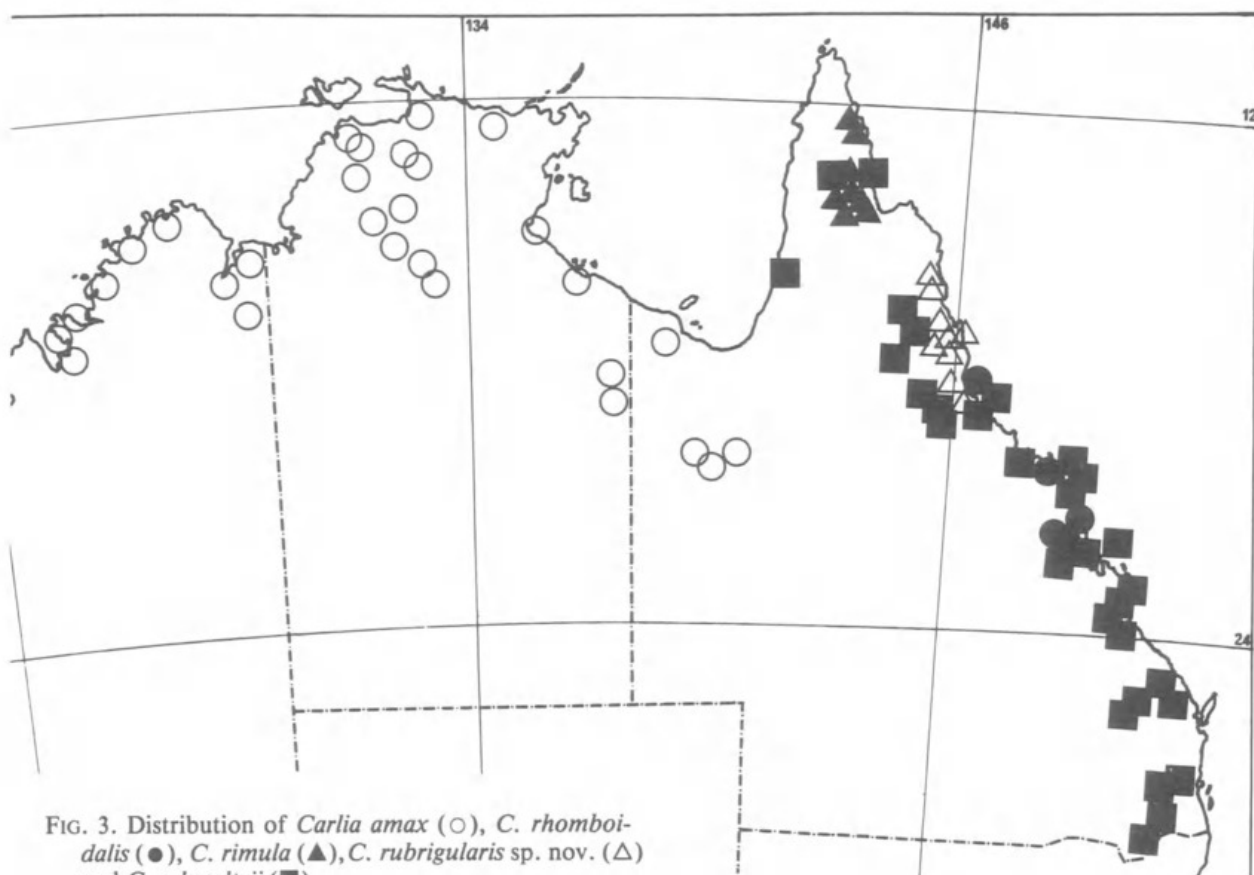 134
146
12
24
FIG. 3. Distribution of Carlia amax (○), C. rhomboi-
dalis (●), C. rimula (▲), C. rubrigularis sp. nov. (△)